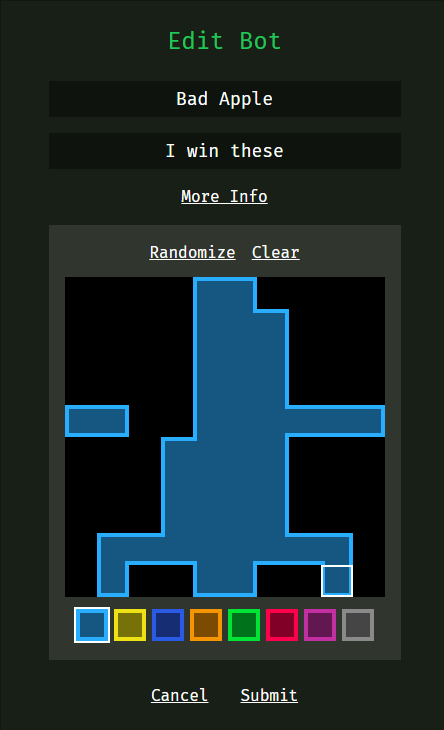 Edit Bot
Bad Apple
I win these
More Info
Randomize Clear
Cancel Submit